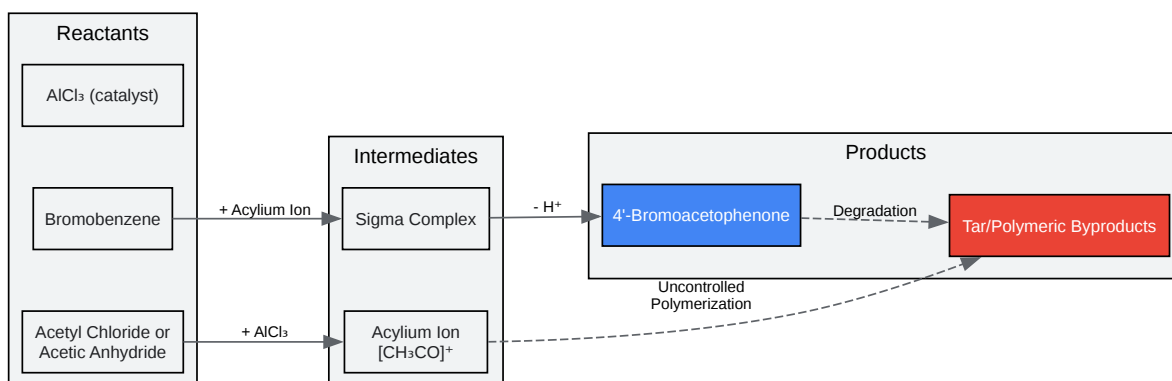 Reactants
AlCl₃ (catalyst)
Bromobenzene
Acetyl Chloride or
Acetic Anhydride
+ Acylium Ion
+ AlCl₃
Intermediates
Sigma Complex
Acylium Ion
[CH₃CO]⁺
- H⁺
Products
4'-Bromoacetophenone
Degradation
Tar/Polymeric Byproducts
Uncontrolled
Polymerization